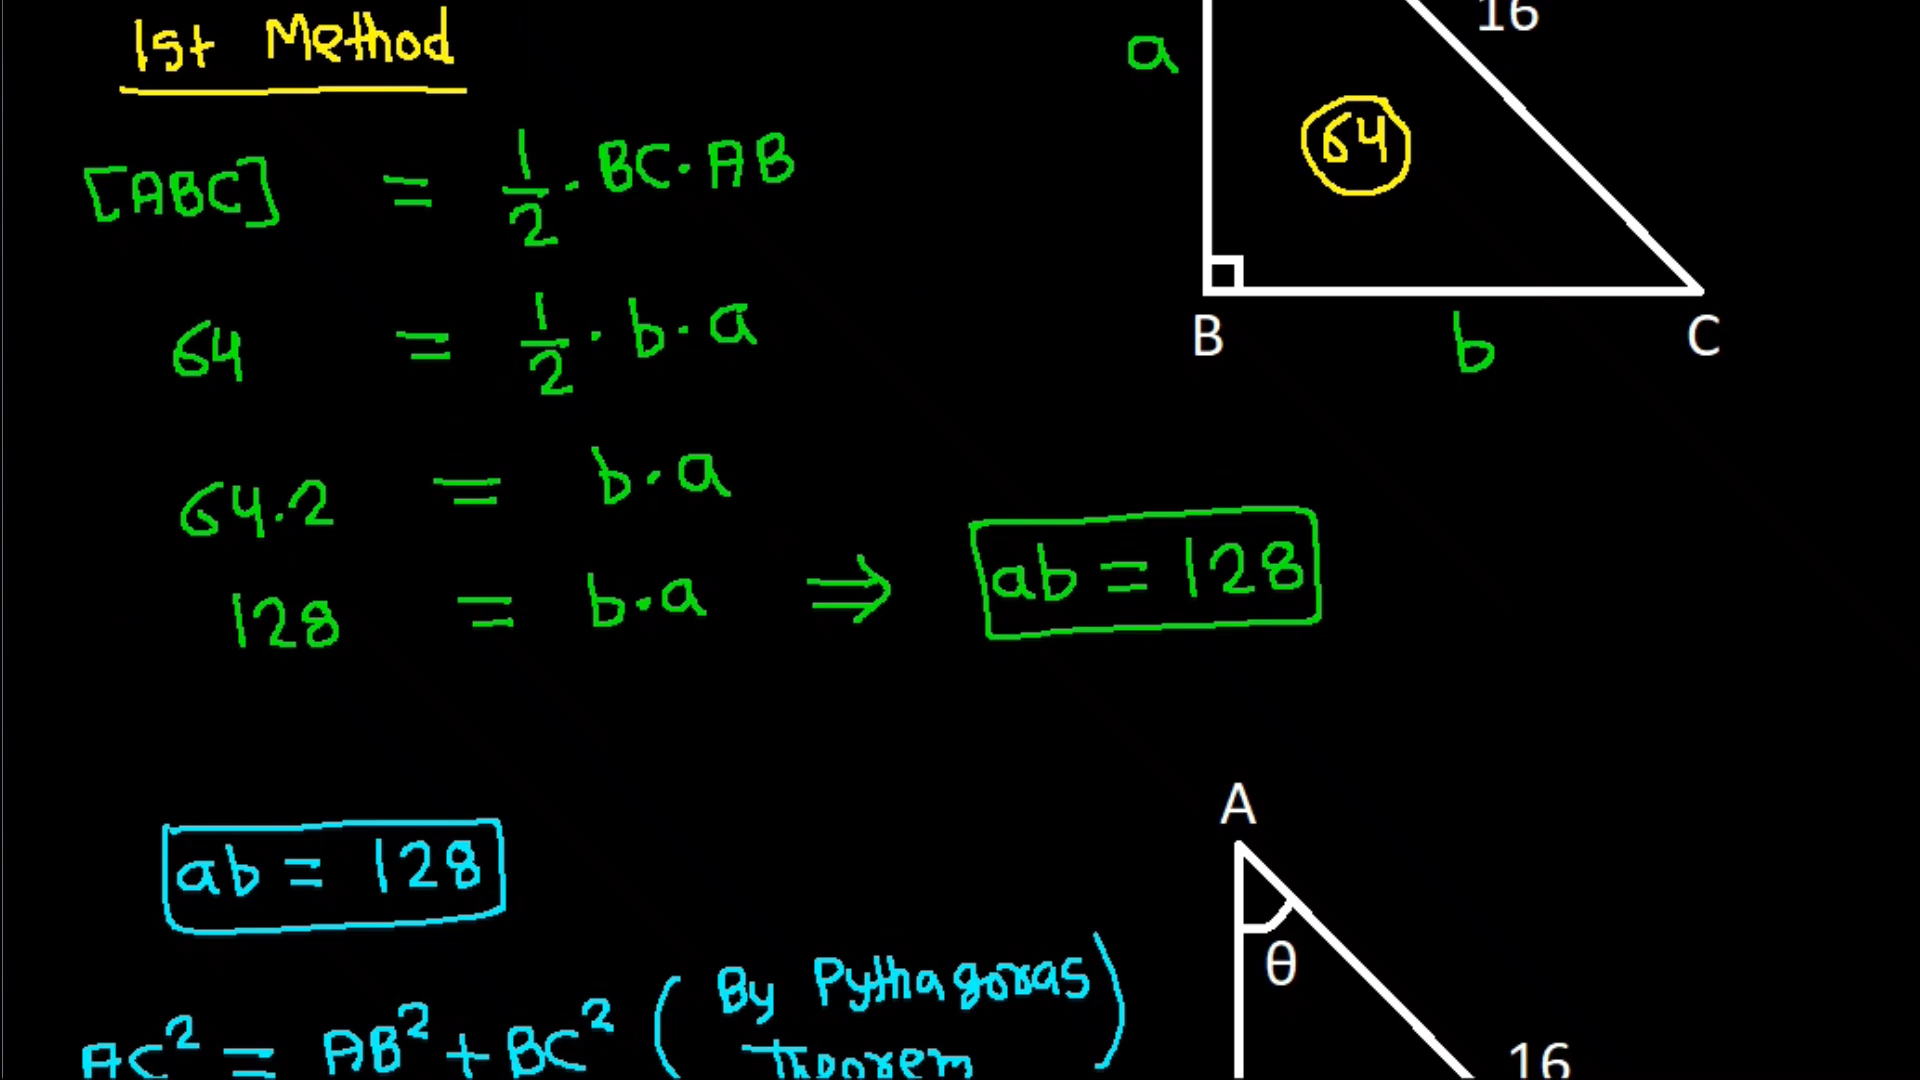 1st Method
16
a
64
[ABC] = 1/2 · BC · AB
64 = 1/2 · b · a
B b C
64.2 = b · a
128 = b · a ⇒ ab = 128
A
ab = 128
θ
AC² = AB² + BC² (By Pythagoras Theorem)
16